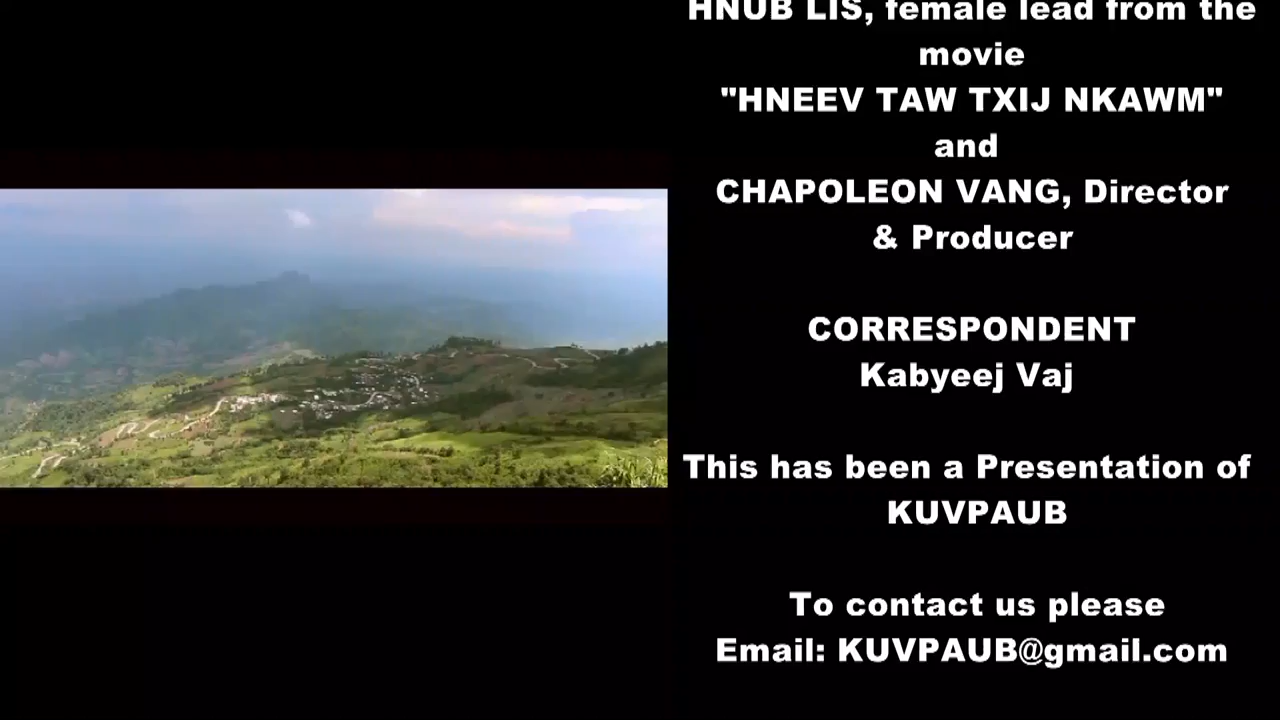 HNUB LIS, female lead from the
movie
"HNEEV TAW TXIJ NKAWM"
and
CHAPOLEON VANG, Director
& Producer
CORRESPONDENT
Kabyeej Vaj
This has been a Presentation of
KUVPAUB
To contact us please
Email: KUVPAUB@gmail.com